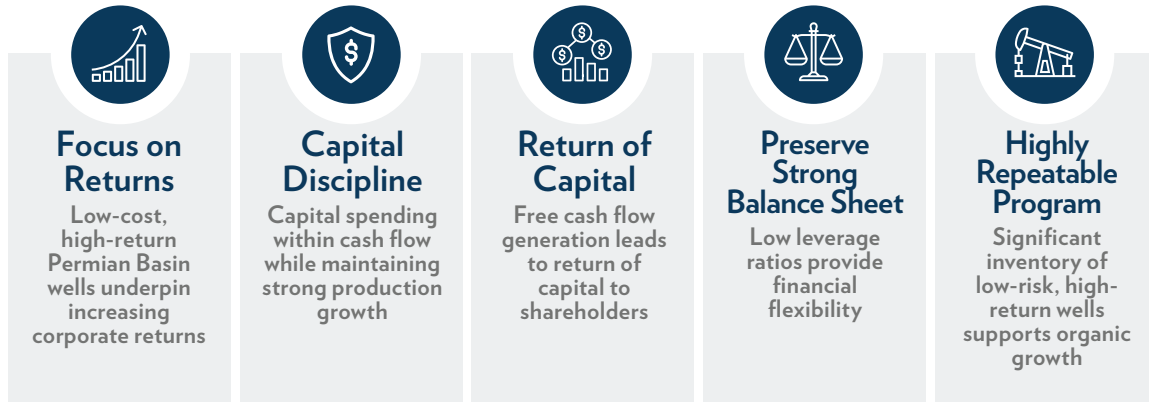 Focus on
Returns
Low-cost,
high-return
Permian Basin
wells underpin
increasing
corporate returns
$
Capital
Discipline
Capital spending
within cash flow
while maintaining
strong production
growth
$
$ $
Return of
Capital
Free cash flow
generation leads
to return of
capital to
shareholders
Preserve
Strong
Balance Sheet
Low leverage
ratios provide
financial
flexibility
Highly
Repeatable
Program
Significant
inventory of
low-risk, high-
return wells
supports organic
growth